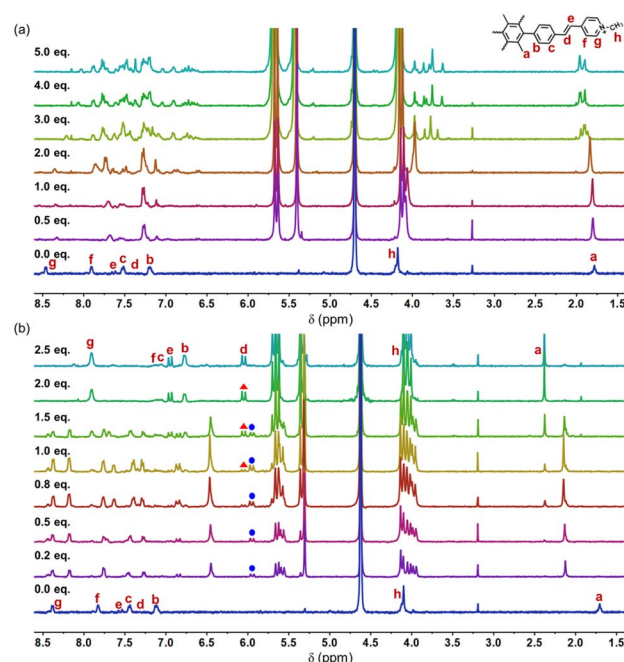 (a)
CH₃
N+
e
d
b c
a
f g h
5.0 eq.
4.0 eq.
3.0 eq.
2.0 eq.
1.0 eq.
0.5 eq.
0.0 eq.
g f e c d b h a
8.5 8.0 7.5 7.0 6.5 6.0 5.5 5.0 4.5 4.0 3.5 3.0 2.5 2.0 1.5
δ (ppm)
(b)
2.5 eq.
g f c e b d h a
2.0 eq.
1.5 eq.
1.0 eq.
0.8 eq.
0.5 eq.
0.2 eq.
0.0 eq.
g f e c d b h a
8.5 8.0 7.5 7.0 6.5 6.0 5.5 5.0 4.5 4.0 3.5 3.0 2.5 2.0 1.5
δ (ppm)